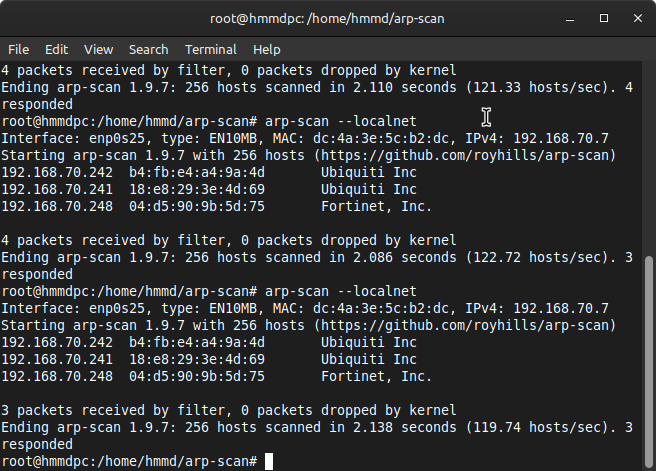 root@hmmdpc: /home/hmmd/arp-scan
File Edit View Search Terminal Help
4 packets received by filter, 0 packets dropped by kernel
Ending arp-scan 1.9.7: 256 hosts scanned in 2.110 seconds (121.33 hosts/sec). 4
responded
root@hmmdpc:/home/hmmd/arp-scan# arp-scan --localnet
Interface: enp0s25, type: EN10MB, MAC: dc:4a:3e:5c:b2:dc, IPv4: 192.168.70.7
Starting arp-scan 1.9.7 with 256 hosts (https://github.com/royhills/arp-scan)
192.168.70.242  b4:fb:e4:a4:9a:4d       Ubiquiti Inc
192.168.70.241  18:e8:29:3e:4d:69       Ubiquiti Inc
192.168.70.248  04:d5:90:9b:5d:75       Fortinet, Inc.
4 packets received by filter, 0 packets dropped by kernel
Ending arp-scan 1.9.7: 256 hosts scanned in 2.086 seconds (122.72 hosts/sec). 3
responded
root@hmmdpc:/home/hmmd/arp-scan# arp-scan --localnet
Interface: enp0s25, type: EN10MB, MAC: dc:4a:3e:5c:b2:dc, IPv4: 192.168.70.7
Starting arp-scan 1.9.7 with 256 hosts (https://github.com/royhills/arp-scan)
192.168.70.242  b4:fb:e4:a4:9a:4d       Ubiquiti Inc
192.168.70.241  18:e8:29:3e:4d:69       Ubiquiti Inc
192.168.70.248  04:d5:90:9b:5d:75       Fortinet, Inc.
3 packets received by filter, 0 packets dropped by kernel
Ending arp-scan 1.9.7: 256 hosts scanned in 2.138 seconds (119.74 hosts/sec). 3
responded
root@hmmdpc:/home/hmmd/arp-scan#